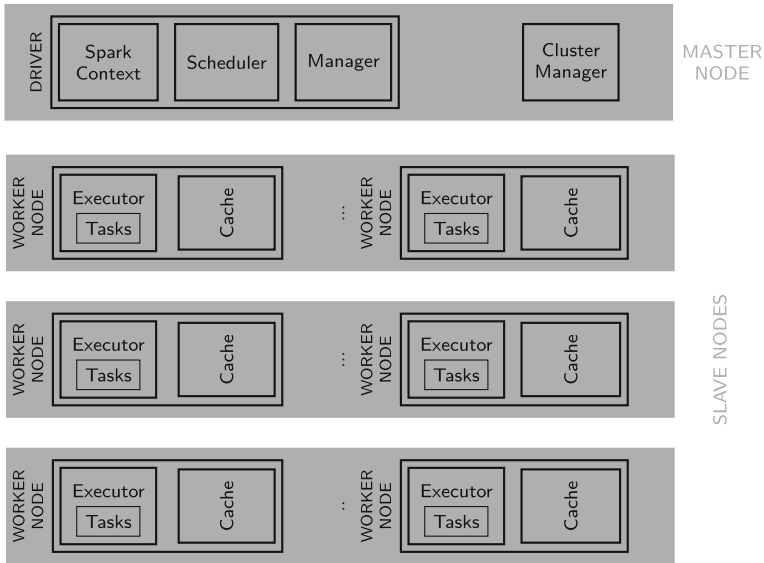 DRIVER
Spark
Context
Scheduler
Manager
Cluster
Manager
MASTER
NODE
WORKER
NODE
Executor
Tasks
Cache
...
WORKER
NODE
Executor
Tasks
Cache
WORKER
NODE
Executor
Tasks
Cache
...
WORKER
NODE
Executor
Tasks
Cache
SLAVE NODES
WORKER
NODE
Executor
Tasks
Cache
..
WORKER
NODE
Executor
Tasks
Cache